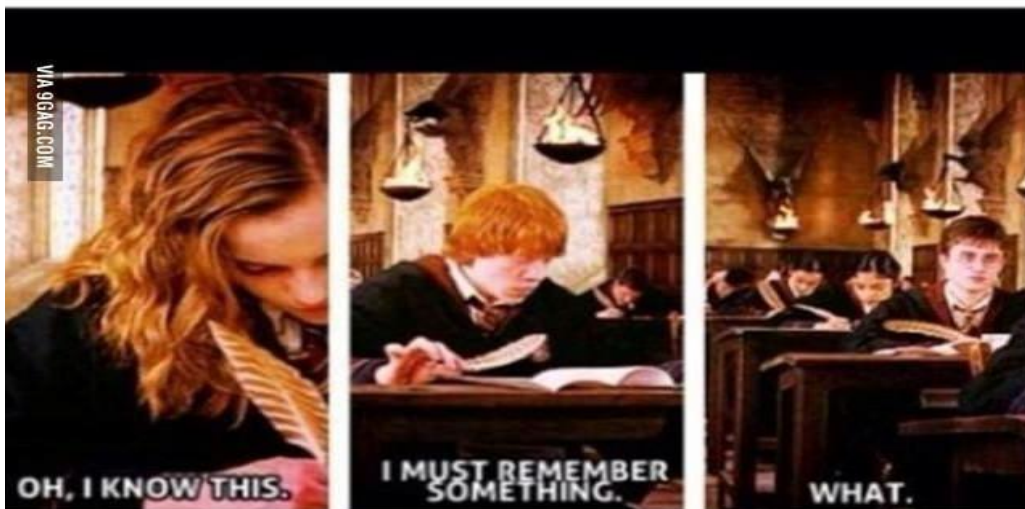 VIA 9GAG.COM
OH, I KNOW THIS.
I MUST REMEMBER
SOMETHING.
WHAT.